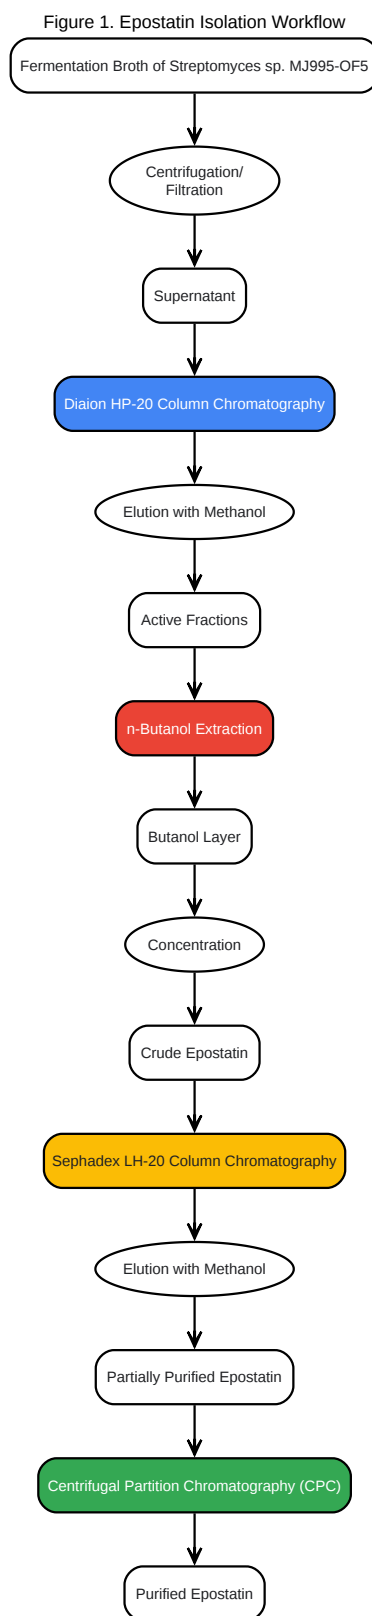 Figure 1. Epostatin Isolation Workflow
Fermentation Broth of Streptomyces sp. MJ995-OF5
Centrifugation/
Filtration
Supernatant
Diaion HP-20 Column Chromatography
Elution with Methanol
Active Fractions
n-Butanol Extraction
Butanol Layer
Concentration
Crude Epostatin
Sephadex LH-20 Column Chromatography
Elution with Methanol
Partially Purified Epostatin
Centrifugal Partition Chromatography (CPC)
Purified Epostatin